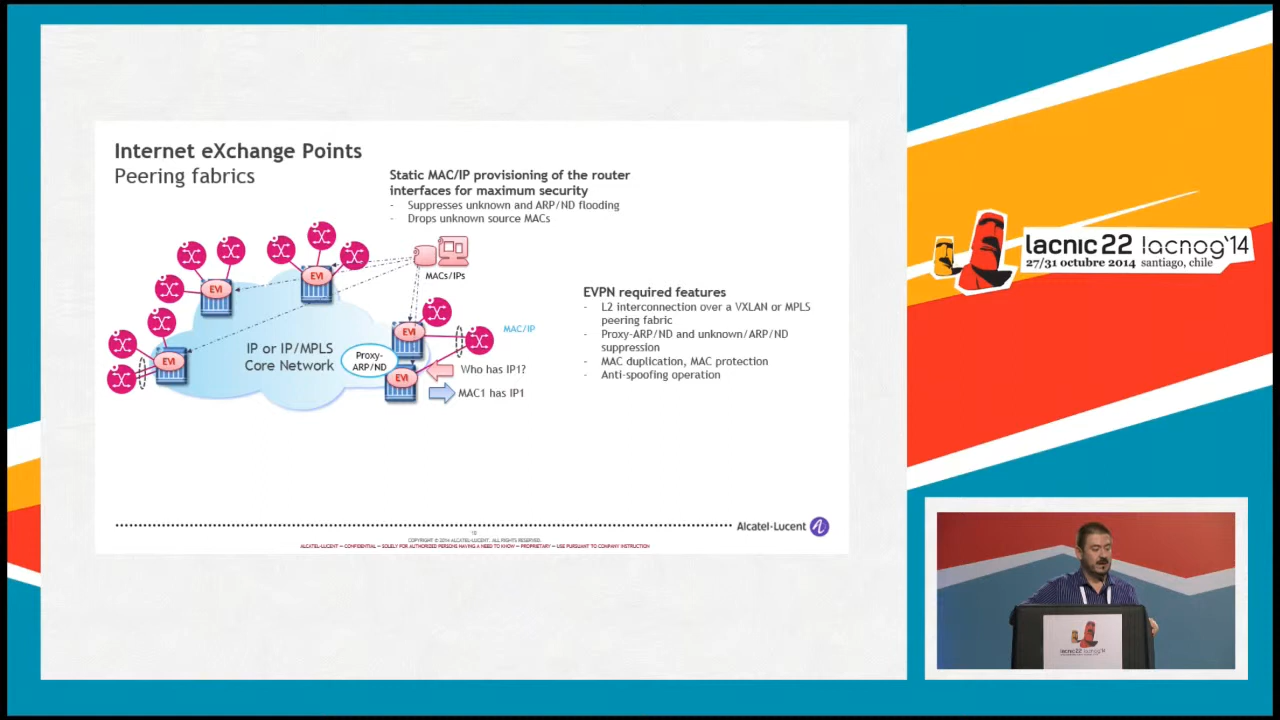 Internet eXchange Points
Peering fabrics
Static MAC/IP provisioning of the router
interfaces for maximum security
- Suppresses unknown and ARP/ND flooding
- Drops unknown source MACs
EVI
EVI
EVI
EVI
EVI
MACs/IPs
MAC/IP
IP or IP/MPLS
Core Network
Proxy-
ARP/ND
Who has IP1?
MAC1 has IP1
EVPN required features
- L2 interconnection over a VXLAN or MPLS
peering fabric
- Proxy-ARP/ND and unknown/ARP/ND
suppression
- MAC duplication, MAC protection
- Anti-spoofing operation
Alcatel·Lucent
COPYRIGHT © 2014 ALCATEL-LUCENT. ALL RIGHTS RESERVED.
ALCATEL-LUCENT — CONFIDENTIAL — SOLELY FOR AUTHORIZED PERSONS HAVING A NEED TO KNOW — PROPRIETARY — USE PURSUANT TO COMPANY INSTRUCTION
lacnic 22 lacnog'14
27/31 octubre 2014 santiago, chile
lacnic22 lacnog'14